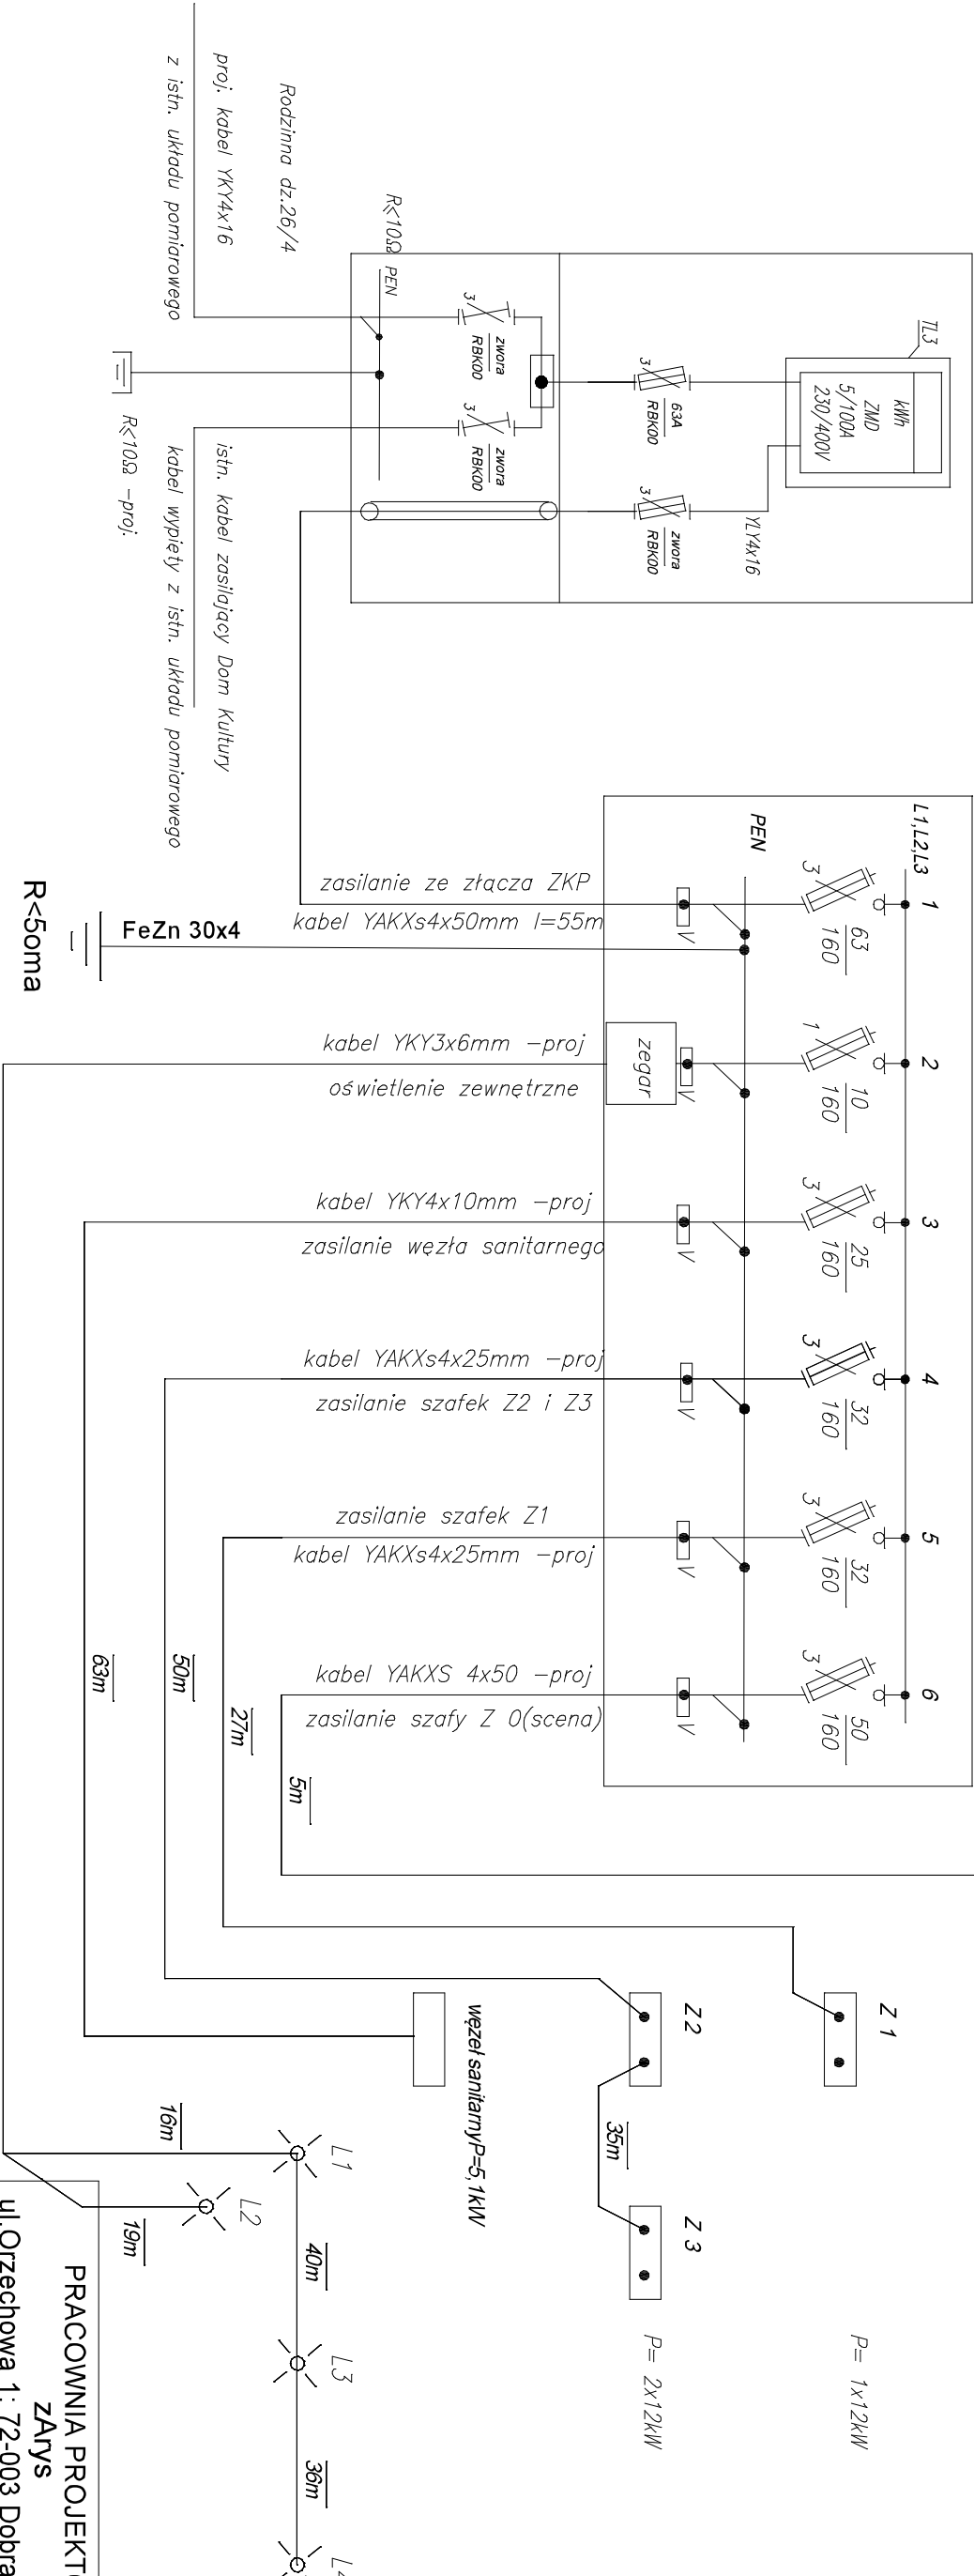 TL3
kWh
ZMD
5/100A
230/400V
YLY4x16
3
63A
RBK00
3
zwora
RBK00
3
zwora
RBK00
3
zwora
RBK00
R≤10Ω
PEN
Rodzinna dz.26/4
proj. kabel YKY4x16
z istn. układu pomiarowego
R≤10Ω -proj.
istn. kabel zasilający Dom Kultury
kabel wypięty z istn. układu pomiarowego
L1,L2,L3
PEN
1
3
63
160
V
zasilanie ze złącza ZKP
kabel YAKXs4x50mm l=55m
FeZn 30x4
R<5oma
2
1
10
160
V
zegar
kabel YKY3x6mm -proj
oświetlenie zewnętrzne
3
3
25
160
V
kabel YKY4x10mm -proj
zasilanie węzła sanitarnego
4
3
32
160
V
kabel YAKXs4x25mm -proj
zasilanie szafek Z2 i Z3
5
3
32
160
V
zasilanie szafek Z1
kabel YAKXs4x25mm -proj
6
3
50
160
V
kabel YAKXS 4x50 -proj
zasilanie szafy Z 0(scena)
63m
50m
27m
5m
Z 1
Z 2
35m
Z 3
P= 1x12kW
P= 2x12kW
węzeł sanitarnyP=5,1kW
16m
L1
L2
19m
40m
L3
36m
L4
PRACOWNIA PROJEKT
zArys
ul.Orzechowa 1; 72-003 Dobra